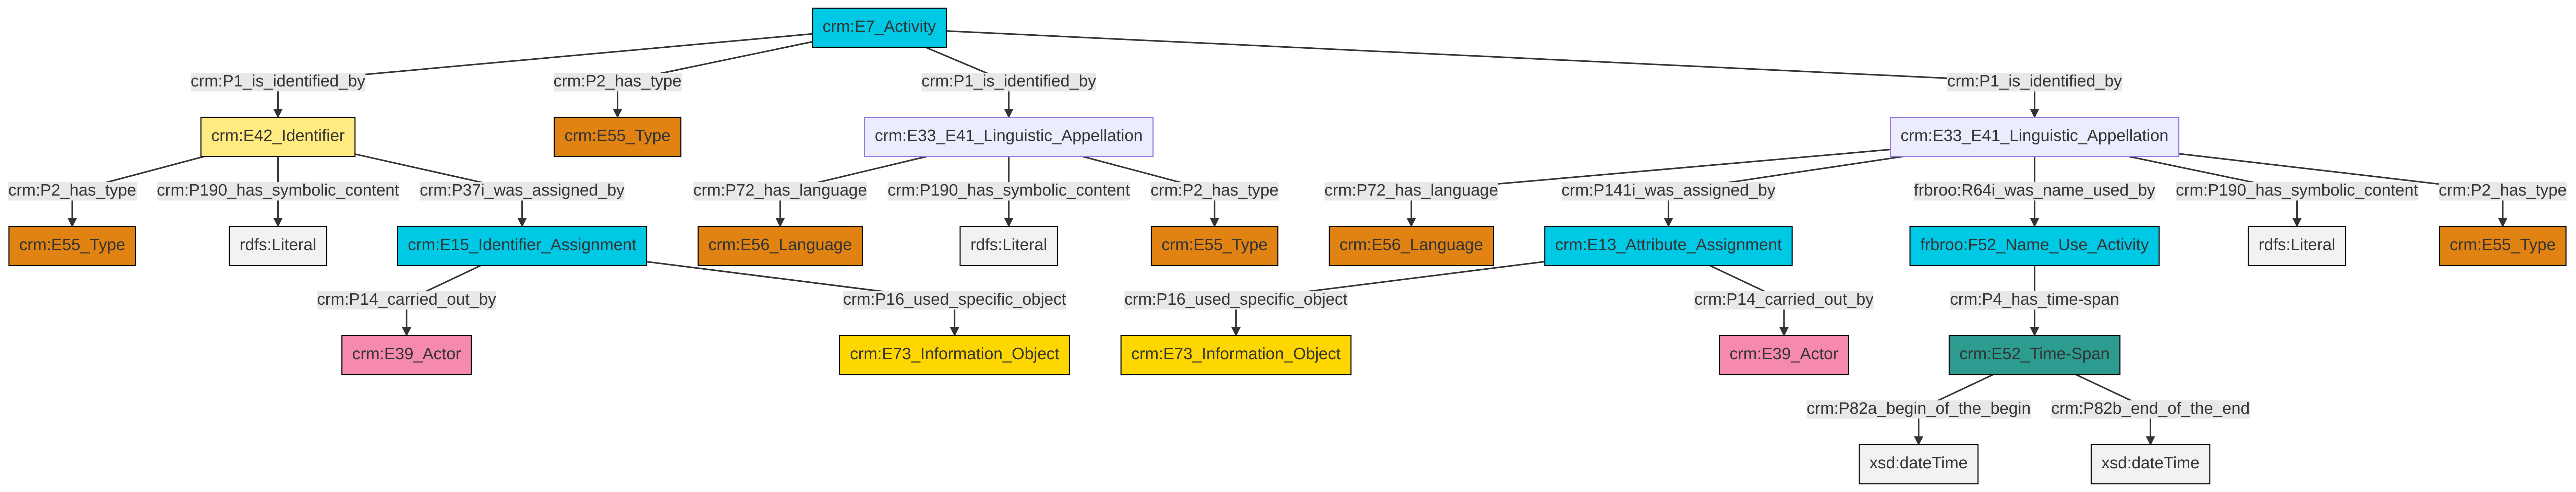 crm:E7_Activity
crm:P1_is_identified_by
crm:P2_has_type
crm:P1_is_identified_by
crm:P1_is_identified_by
crm:E42_Identifier
crm:E55_Type
crm:E33_E41_Linguistic_Appellation
crm:E33_E41_Linguistic_Appellation
crm:P2_has_type
crm:P190_has_symbolic_content
crm:P37i_was_assigned_by
crm:P72_has_language
crm:P190_has_symbolic_content
crm:P2_has_type
crm:P72_has_language
crm:P141i_was_assigned_by
frbroo:R64i_was_name_used_by
crm:P190_has_symbolic_content
crm:P2_has_type
crm:E55_Type
rdfs:Literal
crm:E15_Identifier_Assignment
crm:E56_Language
rdfs:Literal
crm:E55_Type
crm:E56_Language
crm:E13_Attribute_Assignment
frbroo:F52_Name_Use_Activity
rdfs:Literal
crm:E55_Type
crm:P14_carried_out_by
crm:P16_used_specific_object
crm:P16_used_specific_object
crm:P14_carried_out_by
crm:P4_has_time-span
crm:E39_Actor
crm:E73_Information_Object
crm:E73_Information_Object
crm:E39_Actor
crm:E52_Time-Span
crm:P82a_begin_of_the_begin
crm:P82b_end_of_the_end
xsd:dateTime
xsd:dateTime